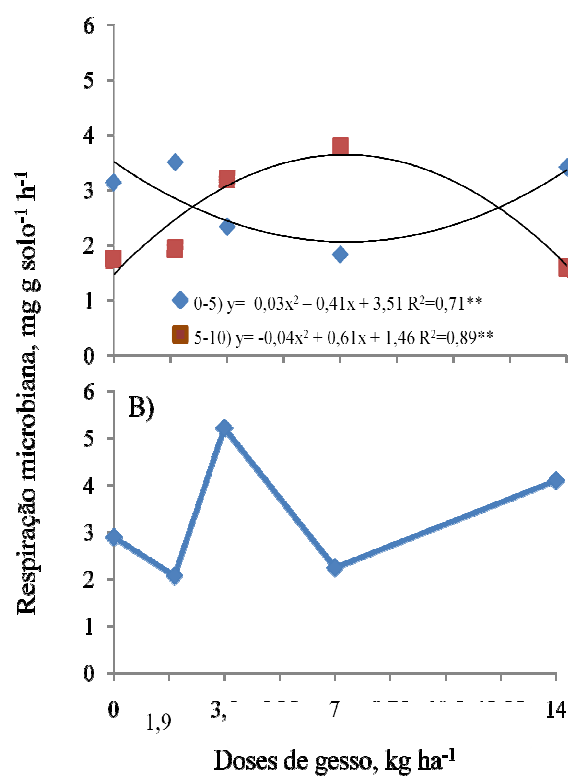 Respiração microbiana, mg g solo⁻¹ h⁻¹
6
5
4
3
2
1
0
0-5) y= 0,03x² – 0,41x + 3,51 R²=0,71**
5-10) y= -0,04x² + 0,61x + 1,46 R²=0,89**
B)
6
5
4
3
2
1
0
0 3, 7 14
1,9
Doses de gesso, kg ha⁻¹